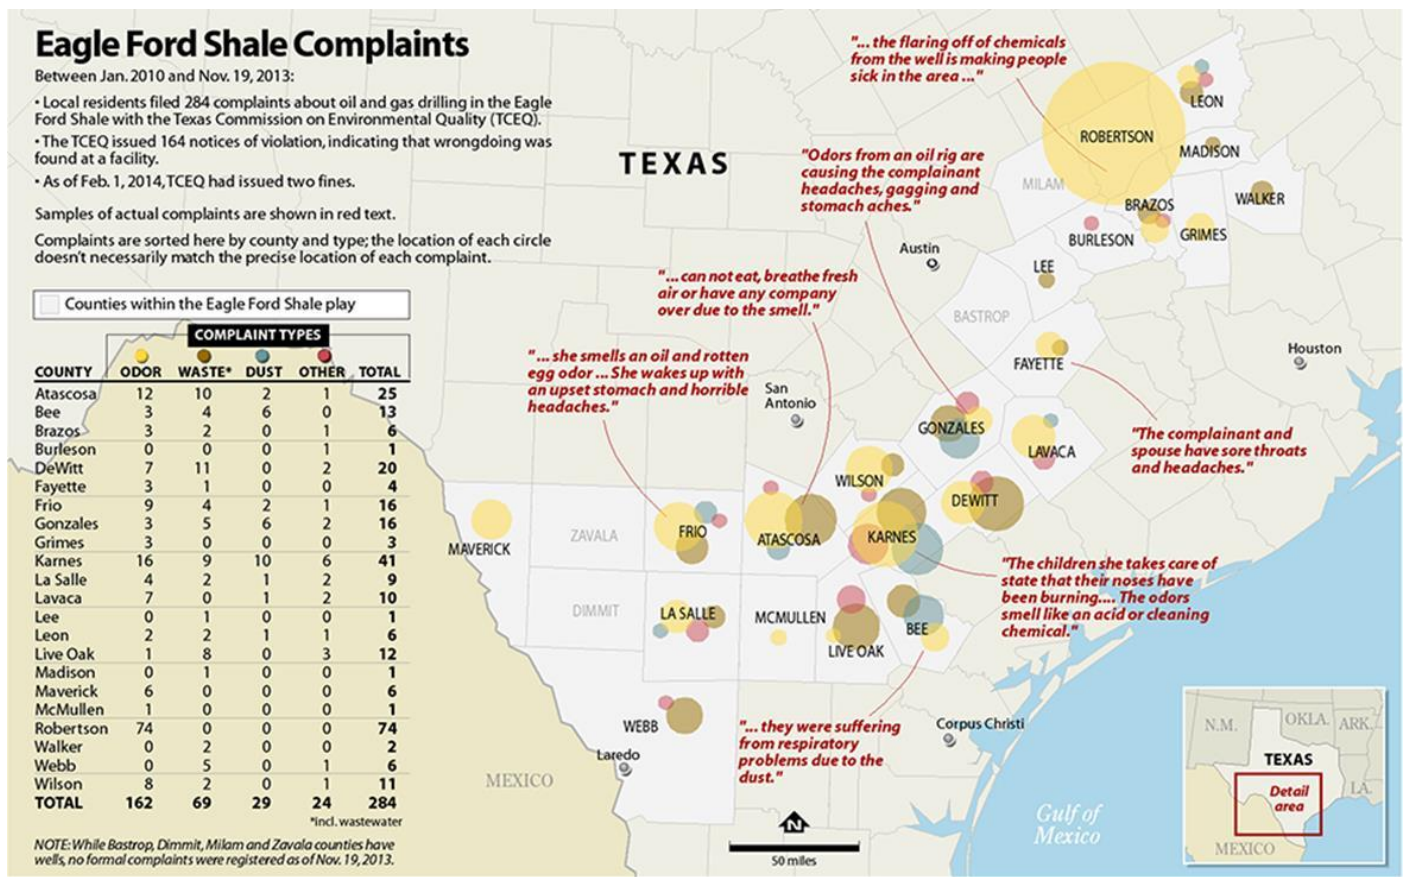 Eagle Ford Shale Complaints
Between Jan. 2010 and Nov. 19, 2013:
• Local residents filed 284 complaints about oil and gas drilling in the Eagle
Ford Shale with the Texas Commission on Environmental Quality (TCEQ).
• The TCEQ issued 164 notices of violation, indicating that wrongdoing was
found at a facility.
• As of Feb. 1, 2014, TCEQ had issued two fines.
Samples of actual complaints are shown in red text.
Complaints are sorted here by county and type; the location of each circle
doesn't necessarily match the precise location of each complaint.
Counties within the Eagle Ford Shale play
COMPLAINT TYPES
COUNTY ODOR WASTE* DUST OTHER TOTAL
Atascosa 12 10 2 1 25
Bee 3 4 6 0 13
Brazos 3 2 0 1 6
Burleson 0 0 0 1 1
DeWitt 7 11 0 2 20
Fayette 3 1 0 0 4
Frio 9 4 2 1 16
Gonzales 3 5 6 2 16
Grimes 3 0 0 0 3
Karnes 16 9 10 6 41
La Salle 4 2 1 2 9
Lavaca 7 0 1 2 10
Lee 0 1 0 0 1
Leon 2 2 1 1 6
Live Oak 1 8 0 3 12
Madison 0 1 0 0 1
Maverick 6 0 0 0 6
McMullen 1 0 0 0 1
Robertson 74 0 0 0 74
Walker 0 2 0 0 2
Webb 0 5 0 1 6
Wilson 8 2 0 1 11
TOTAL 162 69 29 24 284
*incl. wastewater
NOTE: While Bastrop, Dimmit, Milam and Zavala counties have
wells, no formal complaints were registered as of Nov. 19, 2013.
"... the flaring off of chemicals
from the well is making people
sick in the area ..."
TEXAS
"Odors from an oil rig are
causing the complainant
headaches, gagging and
stomach aches."
"... can not eat, breathe fresh
air or have any company
over due to the smell."
"... she smells an oil and rotten
egg odor ... She wakes up with
an upset stomach and horrible
headaches."
LEON
ROBERTSON
MADISON
MILAM
WALKER
BRAZOS
GRIMES
BURLESON
Austin
LEE
BASTROP
Houston
FAYETTE
San
Antonio
GONZALES
LAVACA
"The complainant and
spouse have sore throats
and headaches."
WILSON
DEWITT
MAVERICK
ZAVALA
FRIO
ATASCOSA
KARNES
"The children she takes care of
state that their noses have
been burning.... The odors
smell like an acid or cleaning
chemical."
DIMMIT
LA SALLE
MCMULLEN
LIVE OAK
BEE
WEBB
Laredo
"... they were suffering
from respiratory
problems due to the
dust."
Corpus Christi
MEXICO
Gulf of
Mexico
N
50 miles
N.M.
OKLA.
ARK.
TEXAS
LA.
Detail
area
MEXICO